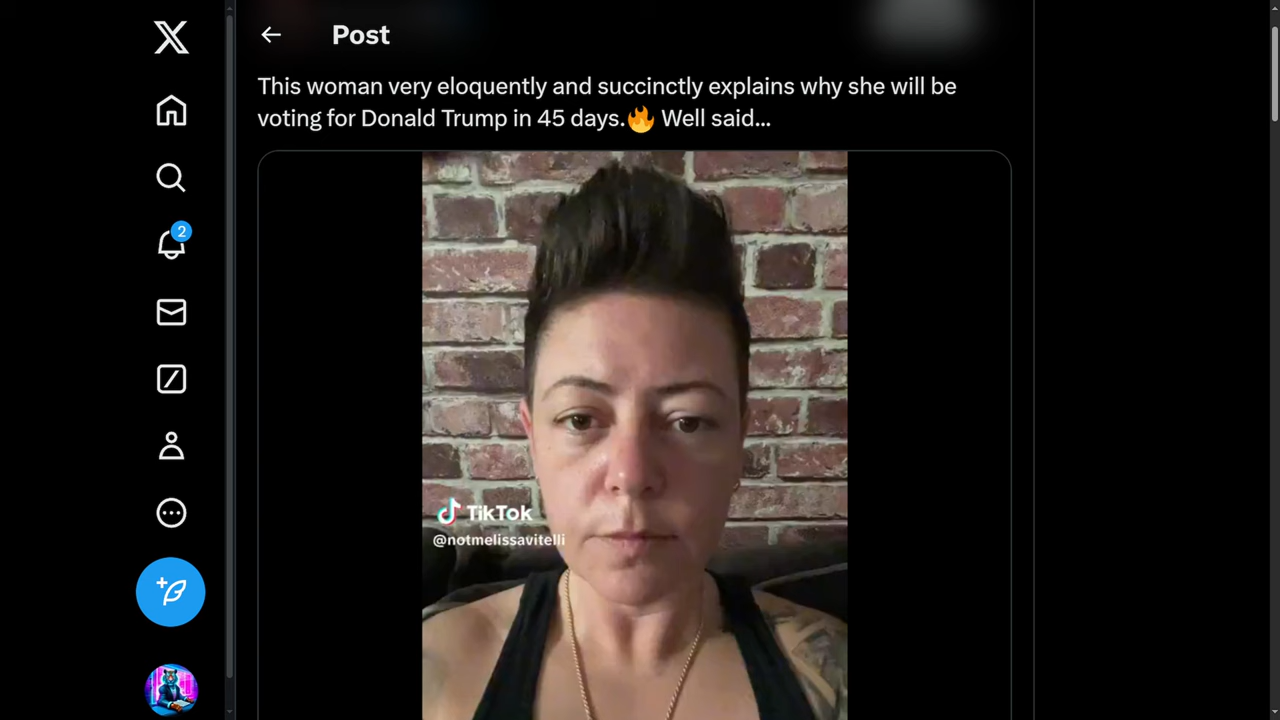 Post
This woman very eloquently and succinctly explains why she will be
voting for Donald Trump in 45 days.🔥 Well said...
2
TikTok
@notmelissavitelli